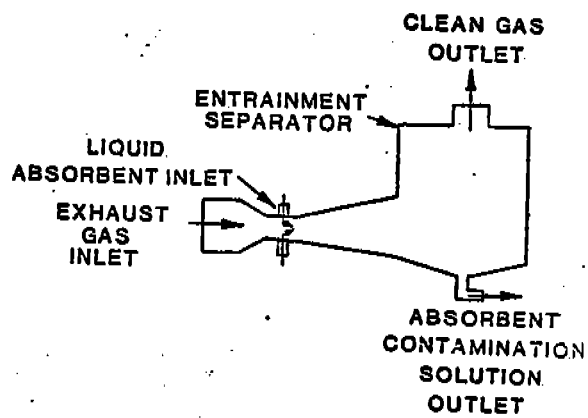 CLEAN GAS
OUTLET
ENTRAINMENT
SEPARATOR
LIQUID
ABSORBENT INLET
EXHAUST
GAS
INLET
ABSORBENT
CONTAMINATION
SOLUTION
OUTLET